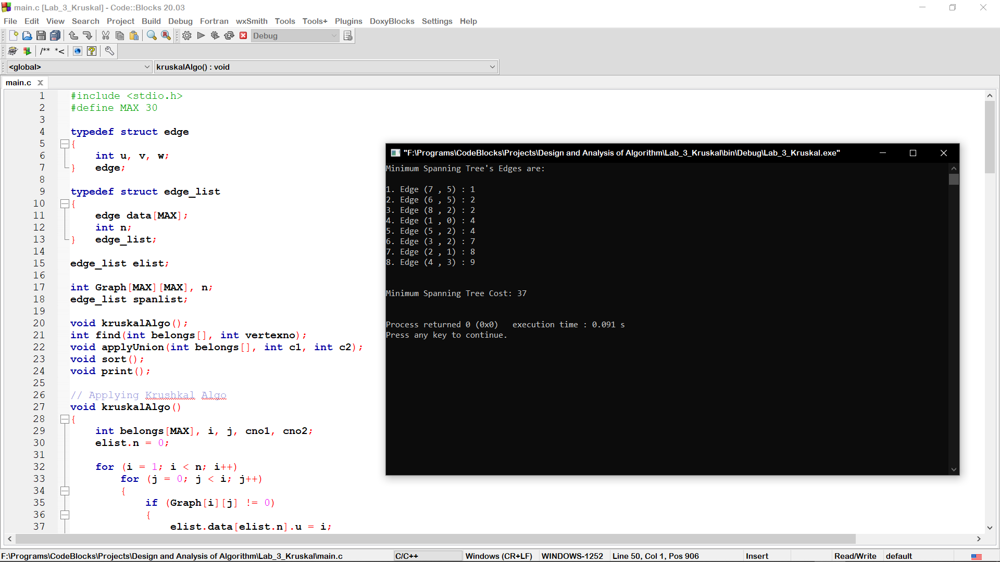 main.c [Lab_3_Kruskal] - Code::Blocks 20.03
File Edit View Search Project Build Debug Fortran wxSmith Tools Tools+ Plugins DoxyBlocks Settings Help
Debug
/** *<
<global> kruskalAlgo() : void
main.c
1 #include <stdio.h>
2 #define MAX 30
3
4 typedef struct edge
5 {
6 int u, v, w;
7 } edge;
8
9 typedef struct edge_list
10 {
11 edge data[MAX];
12 int n;
13 } edge_list;
14
15 edge_list elist;
16
17 int Graph[MAX][MAX], n;
18 edge_list spanlist;
19
20 void kruskalAlgo();
21 int find(int belongs[], int vertexno);
22 void applyUnion(int belongs[], int c1, int c2);
23 void sort();
24 void print();
25
26 // Applying Krushkal Algo
27 void kruskalAlgo()
28 {
29 int belongs[MAX], i, j, cno1, cno2;
30 elist.n = 0;
31
32 for (i = 1; i < n; i++)
33 for (j = 0; j < i; j++)
34 {
35 if (Graph[i][j] != 0)
36 {
37 elist.data[elist.n].u = i;
"F:\Programs\CodeBlocks\Projects\Design and Analysis of Algorithm\Lab_3_Kruskal\bin\Debug\Lab_3_Kruskal.exe"
Minimum Spanning Tree's Edges are:
1. Edge (7 , 5) : 1
2. Edge (6 , 5) : 2
3. Edge (8 , 2) : 2
4. Edge (1 , 0) : 4
5. Edge (5 , 2) : 4
6. Edge (3 , 2) : 7
7. Edge (2 , 1) : 8
8. Edge (4 , 3) : 9
Minimum Spanning Tree Cost: 37
Process returned 0 (0x0)   execution time : 0.091 s
Press any key to continue.
F:\Programs\CodeBlocks\Projects\Design and Analysis of Algorithm\Lab_3_Kruskal\main.c C/C++ Windows (CR+LF) WINDOWS-1252 Line 50, Col 1, Pos 906 Insert Read/Write default